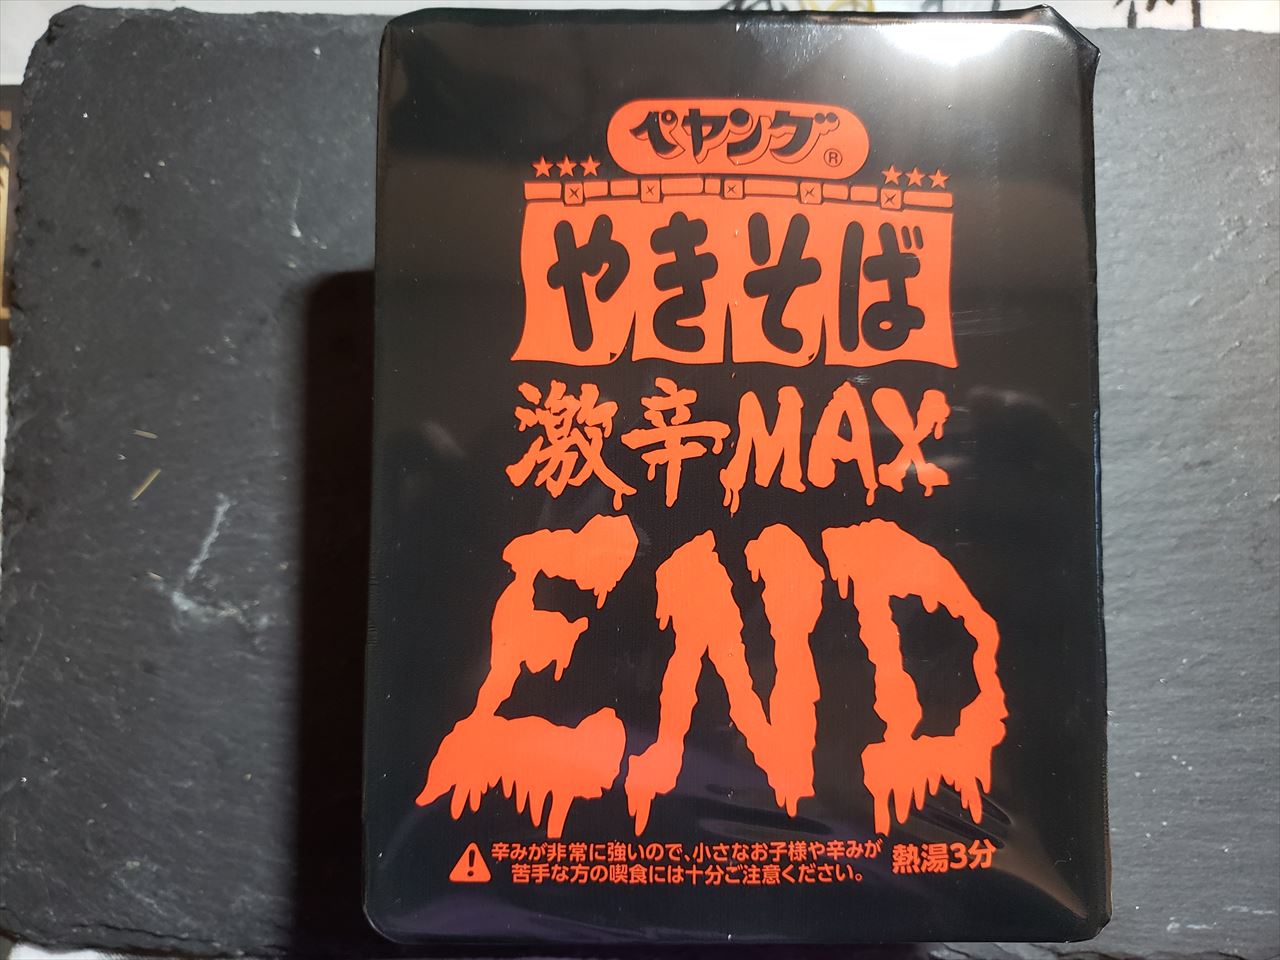 ペヤング®
やきそば
激辛MAX
END
辛みが非常に強いので、小さなお子様や辛みが
苦手な方の喫食には十分ご注意ください。
熱湯3分